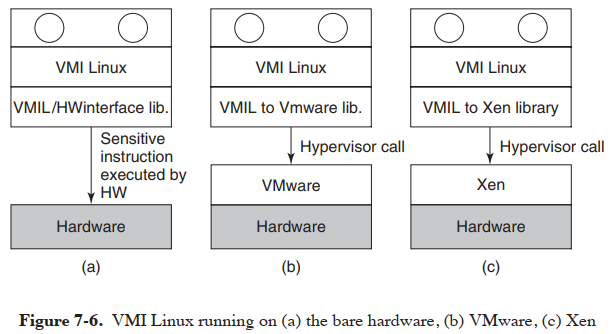 VMI Linux
VMIL/HWinterface lib.
Sensitive
instruction
executed by
HW
Hardware
(a)
VMI Linux
VMIL to Vmware lib.
Hypervisor call
VMware
Hardware
(b)
VMI Linux
VMIL to Xen library
Hypervisor call
Xen
Hardware
(c)
Figure 7-6. VMI Linux running on (a) the bare hardware, (b) VMware, (c) Xen